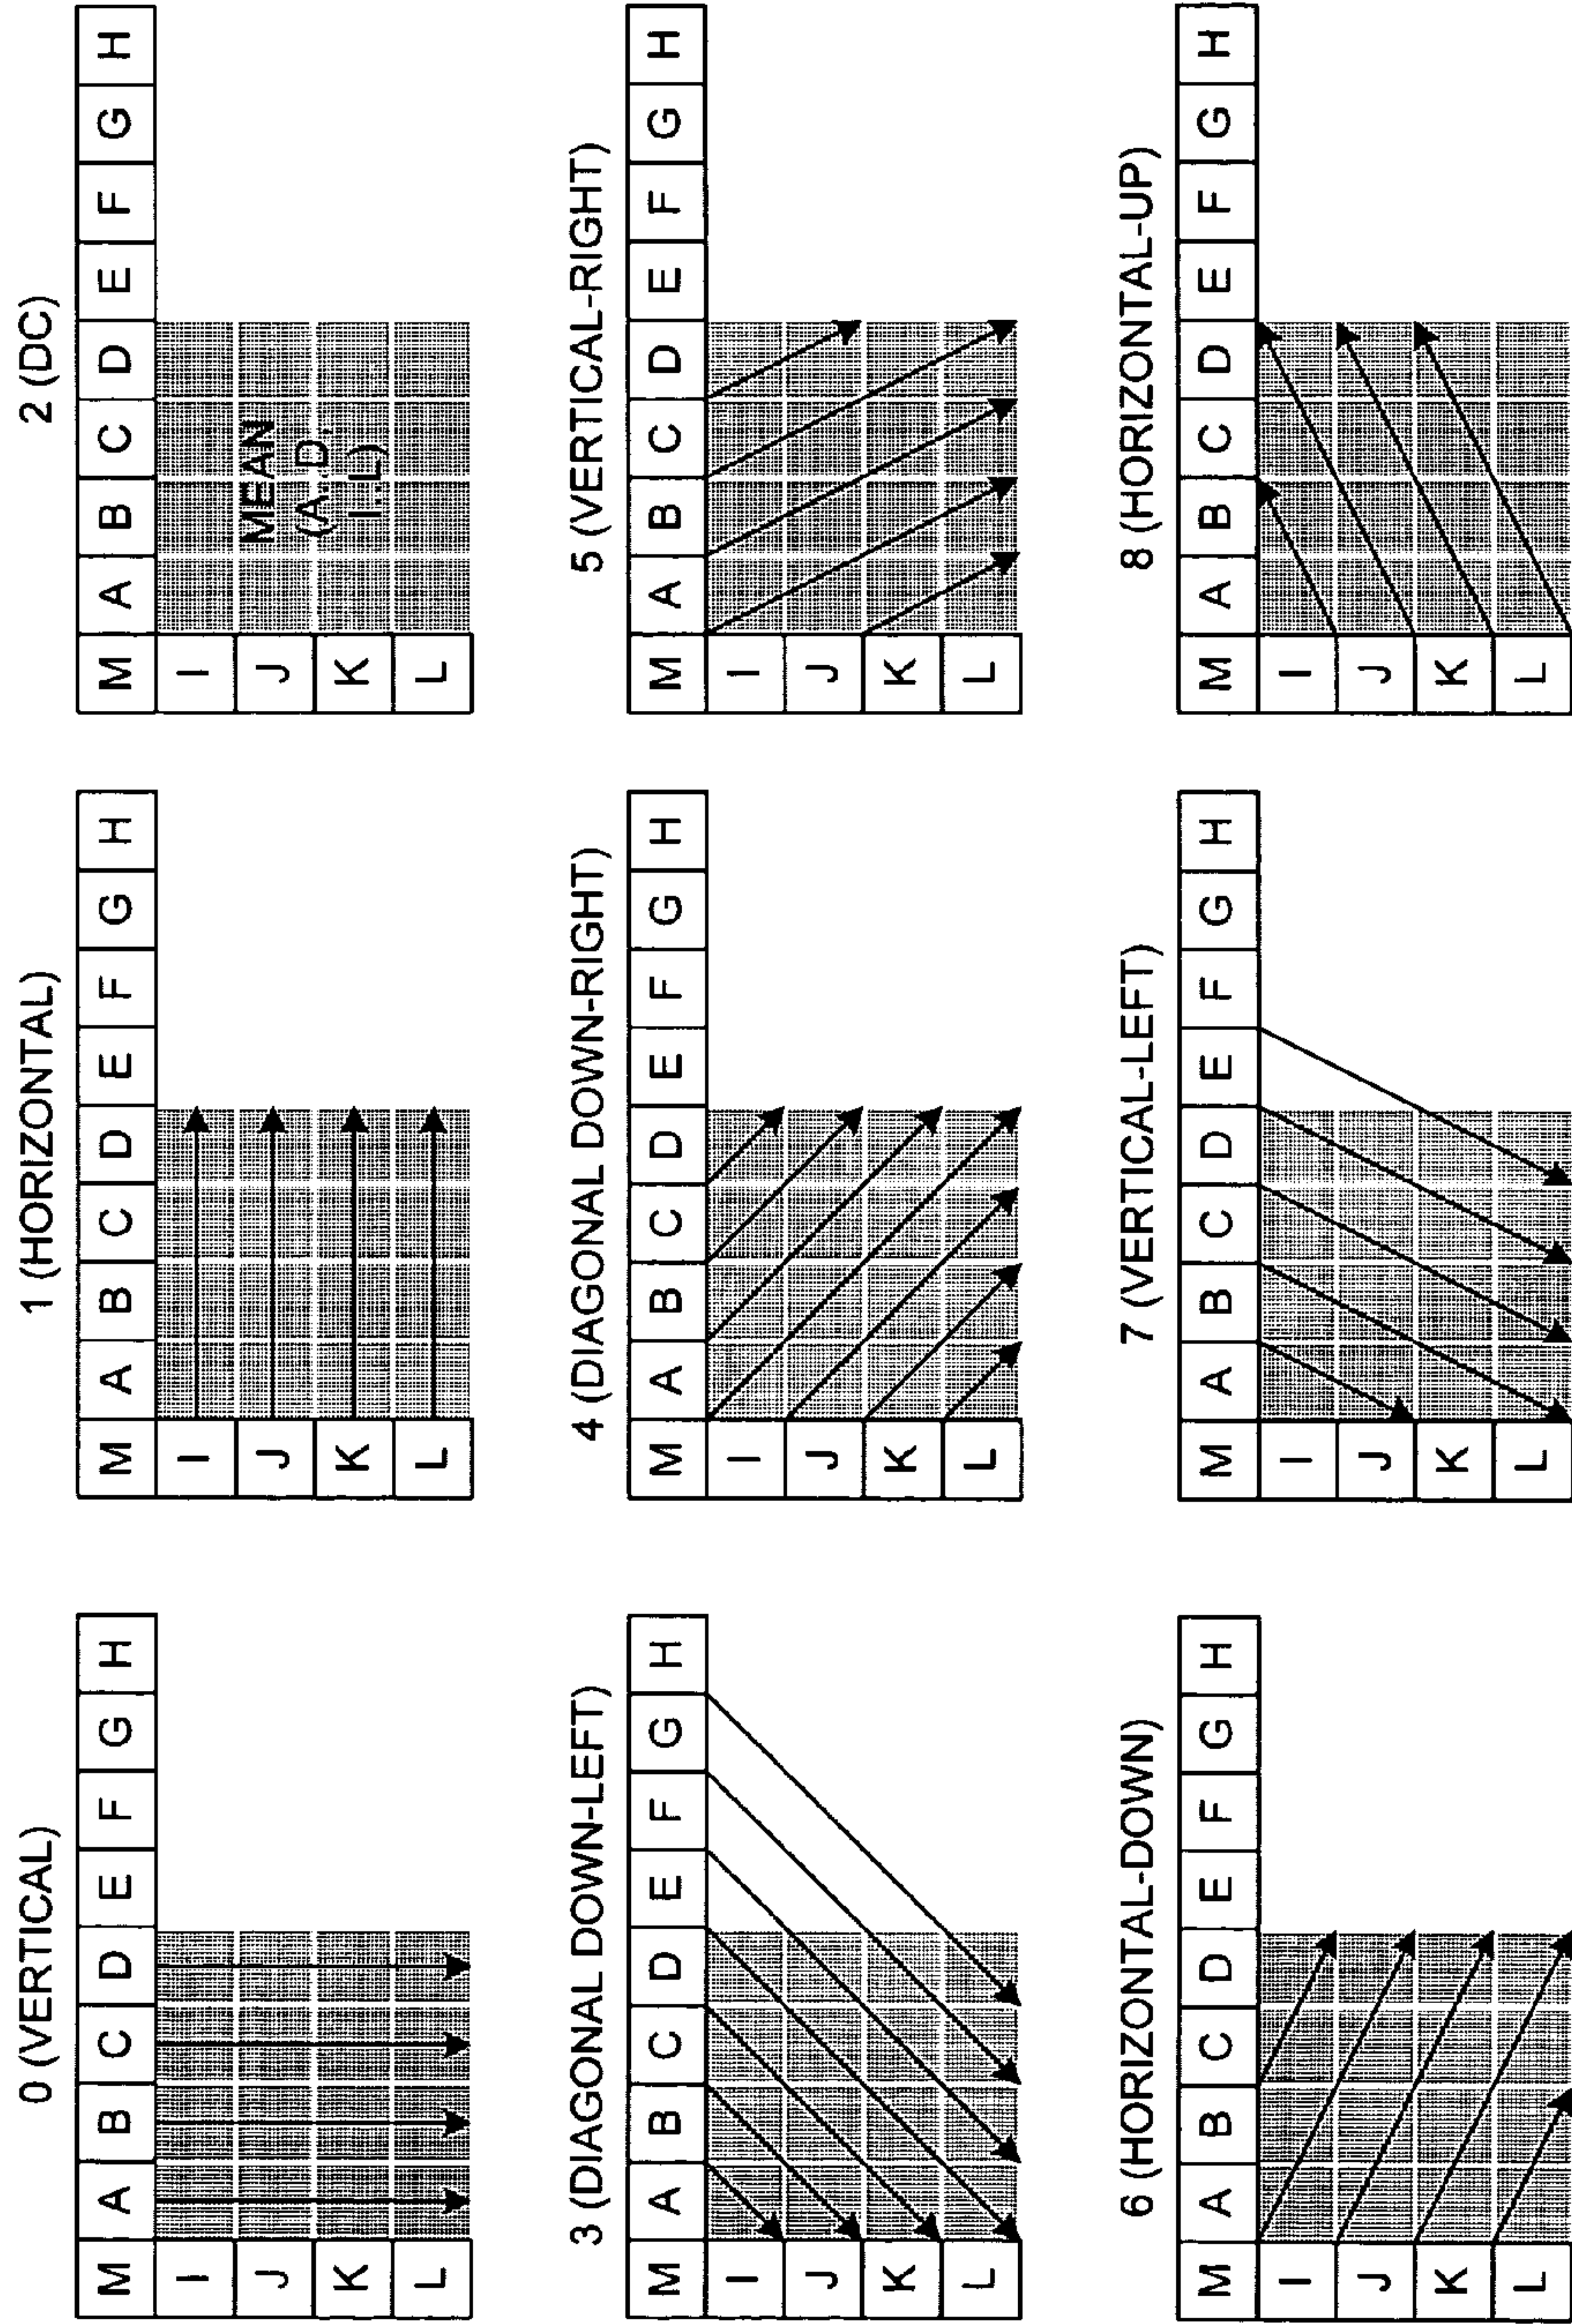 0 (VERTICAL)
M A B C D E F G H
I
J
K
L
1 (HORIZONTAL)
M A B C D E F G H
I
J
K
L
2 (DC)
M A B C D E F G H
I
J
K
L
MEAN
(A..D,
I..L)
3 (DIAGONAL DOWN-LEFT)
M A B C D E F G H
I
J
K
L
4 (DIAGONAL DOWN-RIGHT)
M A B C D E F G H
I
J
K
L
5 (VERTICAL-RIGHT)
M A B C D E F G H
I
J
K
L
6 (HORIZONTAL-DOWN)
M A B C D E F G H
I
J
K
L
7 (VERTICAL-LEFT)
M A B C D E F G H
I
J
K
L
8 (HORIZONTAL-UP)
M A B C D E F G H
I
J
K
L